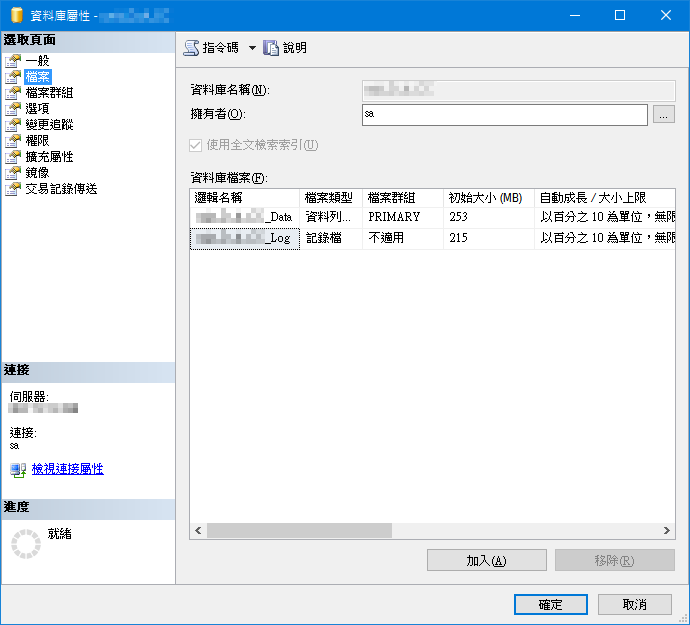 資料庫屬性 -
選取頁面
一般
檔案
檔案群組
選項
變更追蹤
權限
擴充屬性
鏡像
交易記錄傳送
連接
伺服器:
連接:
sa
檢視連接屬性
進度
就緒
指令碼 說明
資料庫名稱(N):
擁有者(O): sa ...
使用全文檢索索引(U)
資料庫檔案(F):
邏輯名稱 檔案類型 檔案群組 初始大小 (MB) 自動成長 / 大小上限
_Data 資料列... PRIMARY 253 以百分之 10 為單位，無限
_Log 記錄檔 不適用 215 以百分之 10 為單位，無限
加入(A) 移除(R)
確定 取消